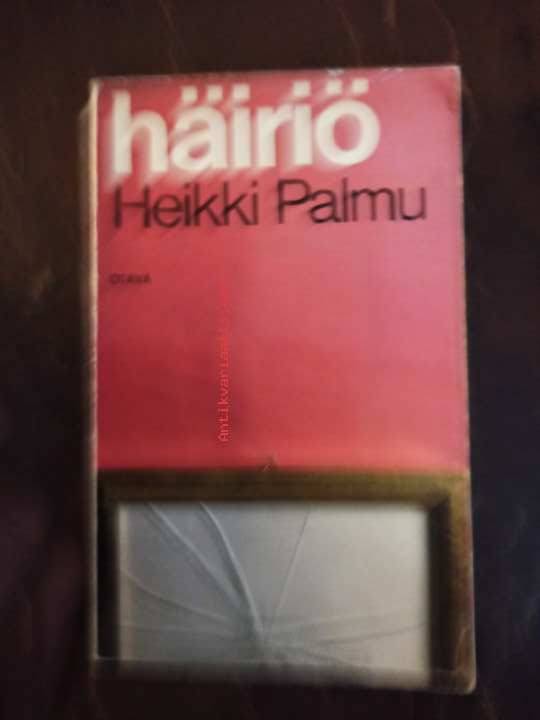 häiriö
Heikki Palmu
OTAVA